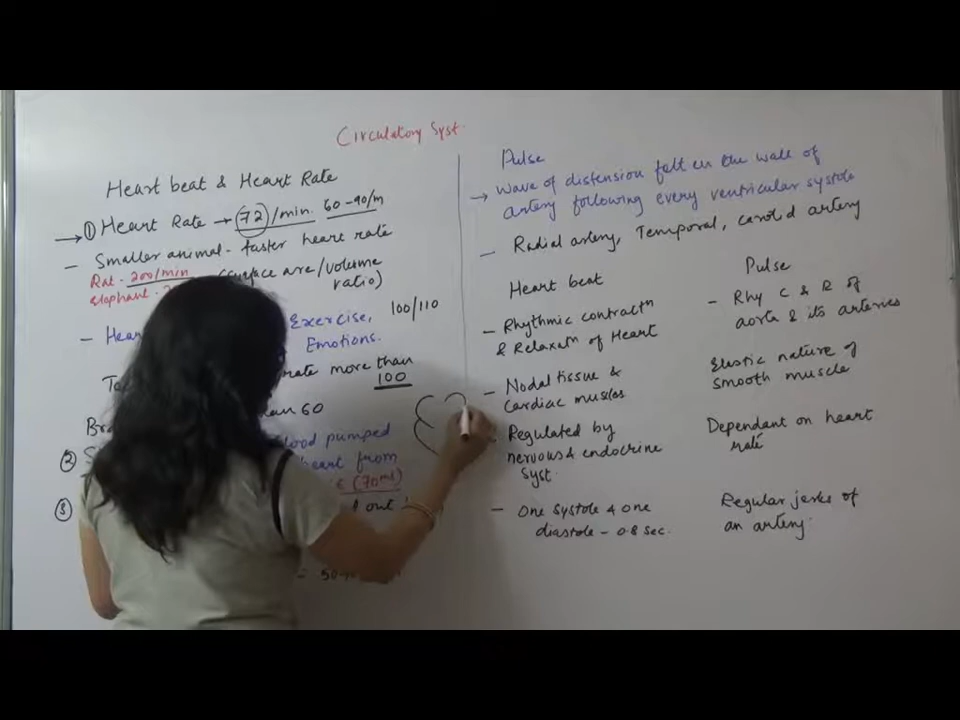 Circulatory Syst.
Heart beat & Heart Rate
→ ① Heart Rate → 72/min. 60-90/m
- Smaller animal - faster heart rate
Rat - 200/min (surface are/volume
Elephant - ratio)
- Hear Exercise, 100/110
Emotions.
rate more than
100
Bra han 60
② S lood pumped
heart from
(70ml)
③ out
= 50
Pulse
→ Wave of distension felt in the wall of
artery following every ventricular systole
- Radial artery, Temporal, carotid artery
Heart beat Pulse
- Rhythmic contractn - Rhy C & R of
& Relaxatn of Heart aorta & its arteries
- Nodal tissue & Elastic nature of
Cardiac muscles smooth muscle
- Regulated by Dependant on heart
nervous & endocrine rate
Syst.
- One systole & one Regular jerks of
diastole - 0.8 sec. an artery.